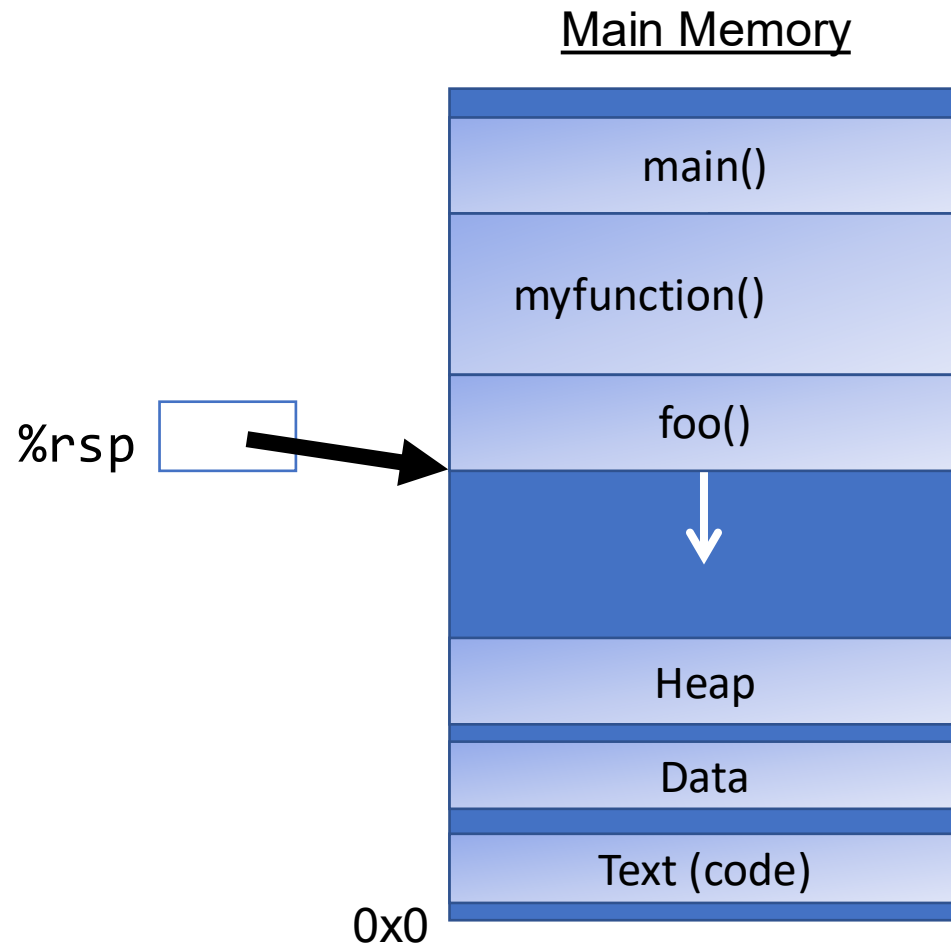 Main Memory
main()
myfunction()
foo()
%rsp
Heap
Data
Text (code)
0x0